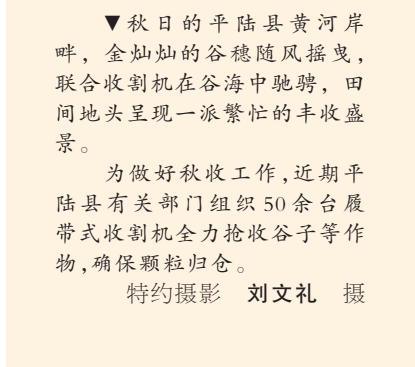 ▼秋日的平陆县黄河岸
畔，金灿灿的谷穗随风摇曳，
联合收割机在谷海中驰骋，田
间地头呈现一派繁忙的丰收盛
景。
为做好秋收工作,近期平
陆县有关部门组织50余台履
带式收割机全力抢收谷子等作
物,确保颗粒归仓。
特约摄影　刘文礼　摄